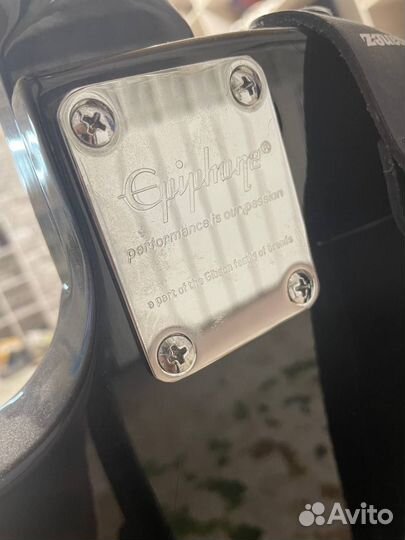 Epiphone®
performance is our passion
a part of the Gibson family of brands
Avito